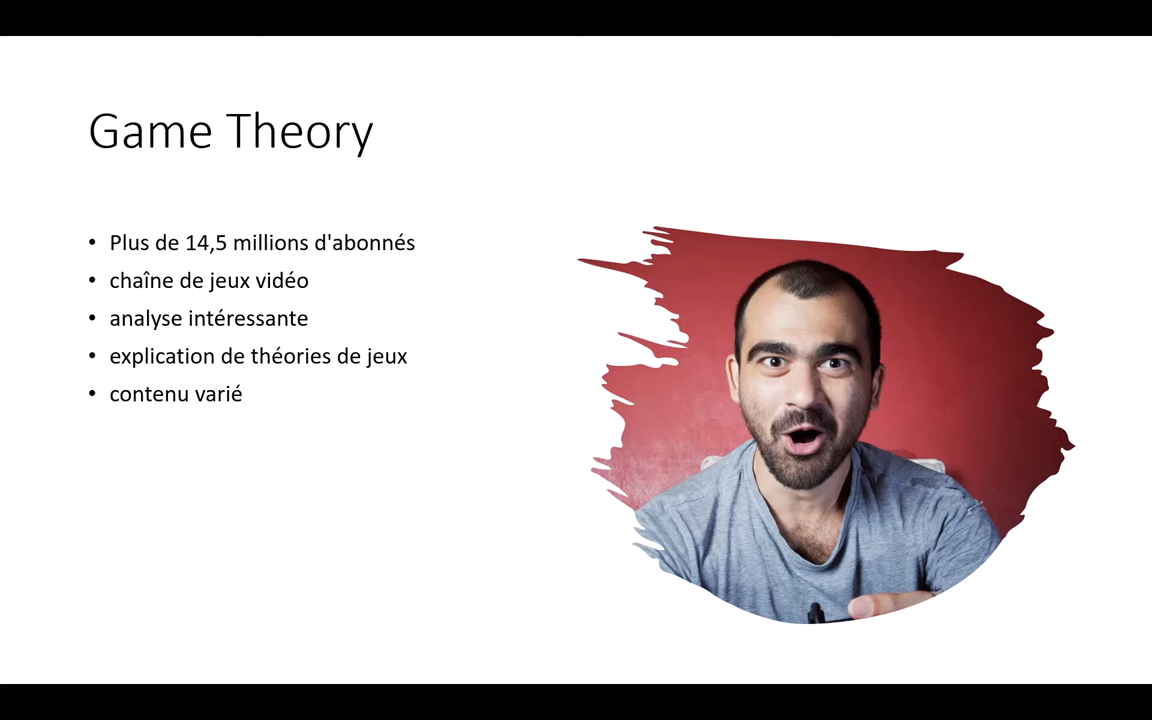 Game Theory
• Plus de 14,5 millions d'abonnés
• chaîne de jeux vidéo
• analyse intéressante
• explication de théories de jeux
• contenu varié